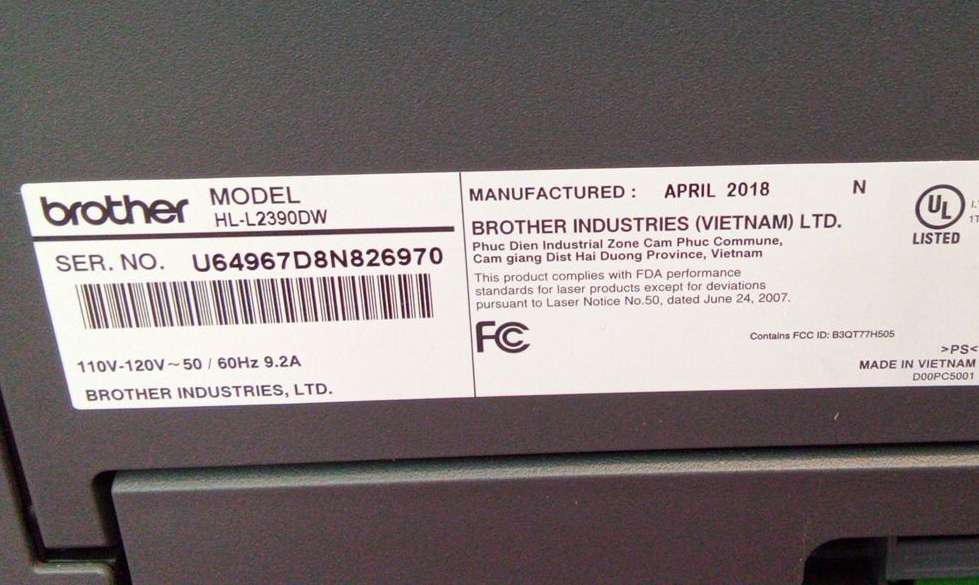 brother
MODEL
HL-L2390DW
SER. NO. U64967D8N826970
110V-120V~50 / 60Hz 9.2A
BROTHER INDUSTRIES, LTD.
MANUFACTURED : APRIL 2018 N
BROTHER INDUSTRIES (VIETNAM) LTD.
Phuc Dien Industrial Zone Cam Phuc Commune,
Cam giang Dist Hai Duong Province, Vietnam
This product complies with FDA performance
standards for laser products except for deviations
pursuant to Laser Notice No.50, dated June 24, 2007.
FC
Contains FCC ID: B3QT77H505
>PS<
MADE IN VIETNAM
D00PC5001
UL
LISTED